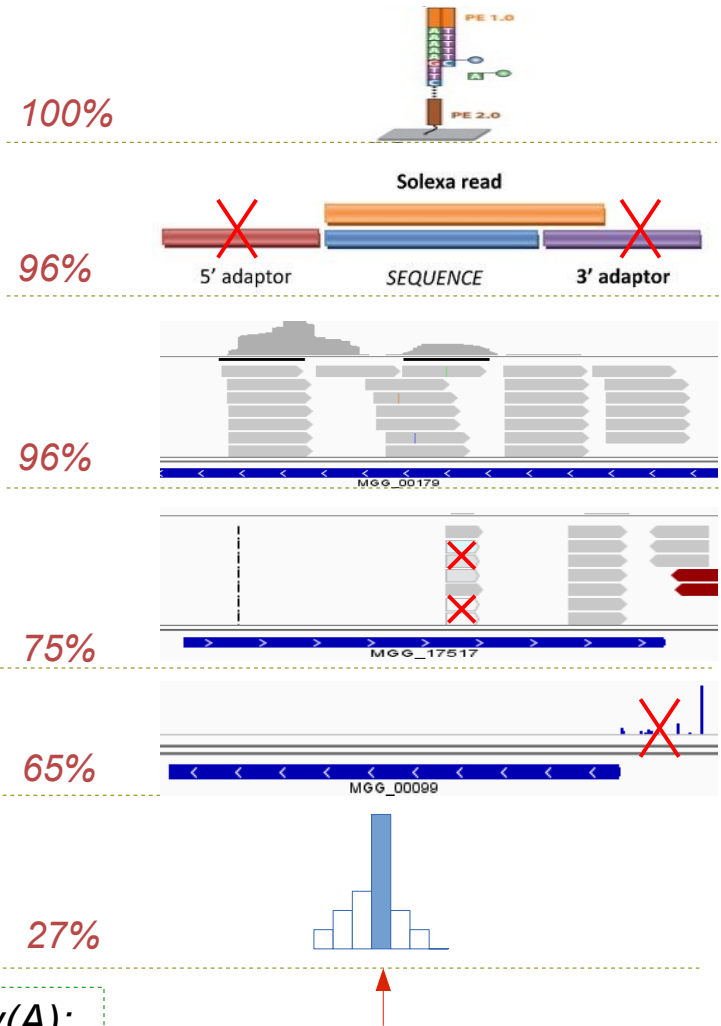 PE 1.0
A T
A T
A T
A T
A T
G C
T
T
C
A
PE 2.0
100%
Solexa read
5’ adaptor SEQUENCE 3’ adaptor
96%
96%
MGG_00179
75%
MGG_17517
65%
MGG_00099
27%
(A):